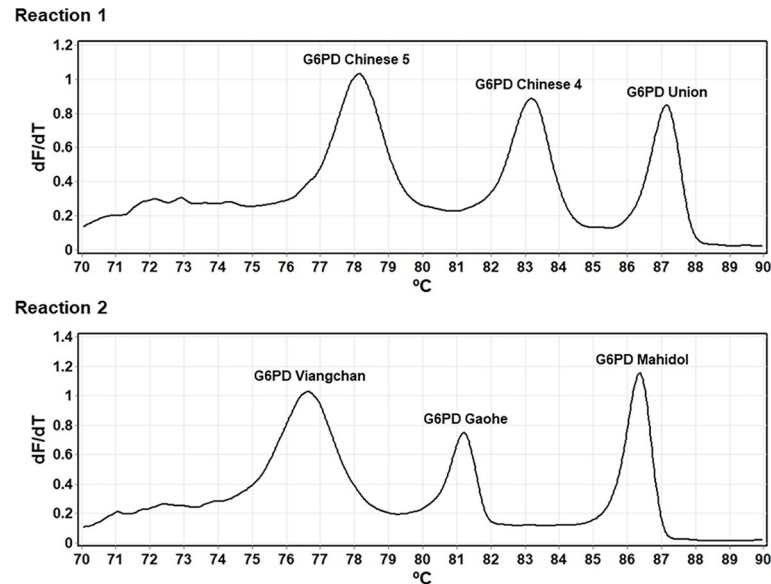 Reaction 1
G6PD Chinese 5
G6PD Chinese 4
G6PD Union
dF/dT
1.2
1
0.8
0.6
0.4
0.2
0
70 71 72 73 74 75 76 77 78 79 80 81 82 83 84 85 86 87 88 89 90
ºC
Reaction 2
G6PD Viangchan
G6PD Gaohe
G6PD Mahidol
dF/dT
1.4
1.2
1
0.8
0.6
0.4
0.2
0
70 71 72 73 74 75 76 77 78 79 80 81 82 83 84 85 86 87 88 89 90
ºC